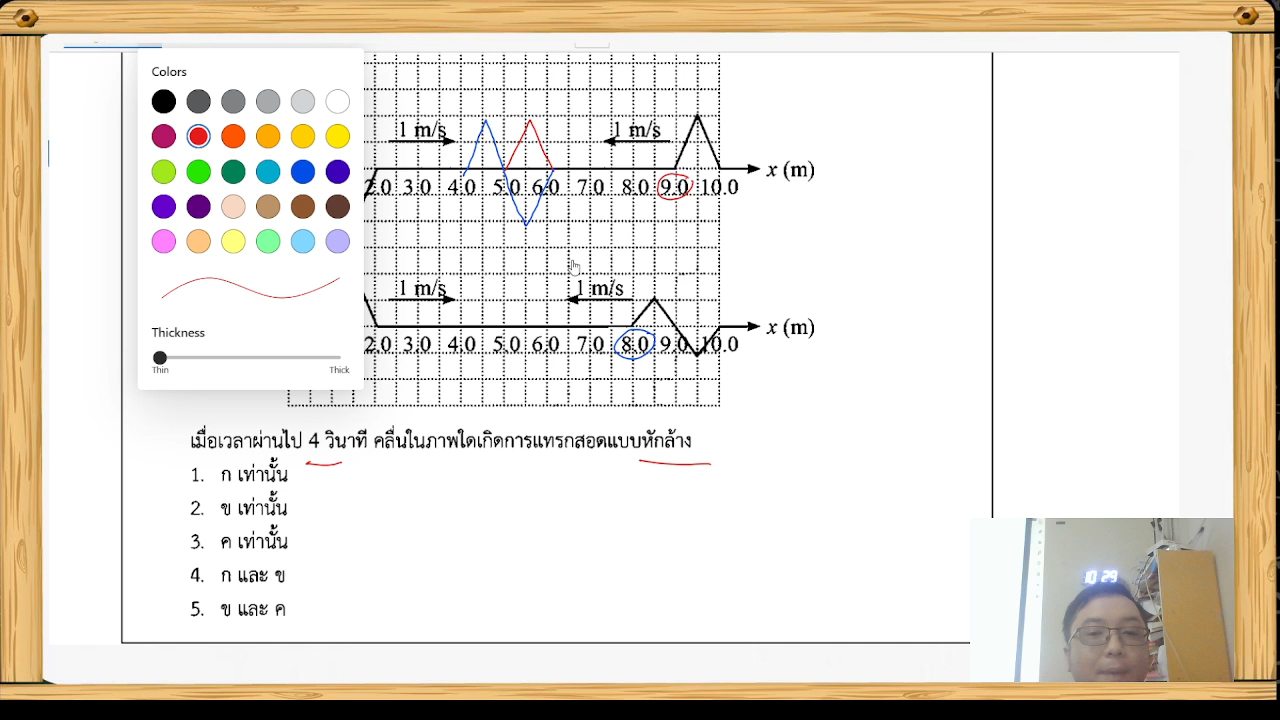 Colors
1 m/s 1 m/s
2.0 3.0 4.0 5.0 6.0 7.0 8.0 9.0 10.0 x (m)
1 m/s 1 m/s
2.0 3.0 4.0 5.0 6.0 7.0 8.0 9.0 10.0 x (m)
Thickness
Thin Thick
เมื่อเวลาผ่านไป 4 วินาที คลื่นในภาพใดเกิดการแทรกสอดแบบหักล้าง
1. ก เท่านั้น
2. ข เท่านั้น
3. ค เท่านั้น
4. ก และ ข
5. ข และ ค
10 29